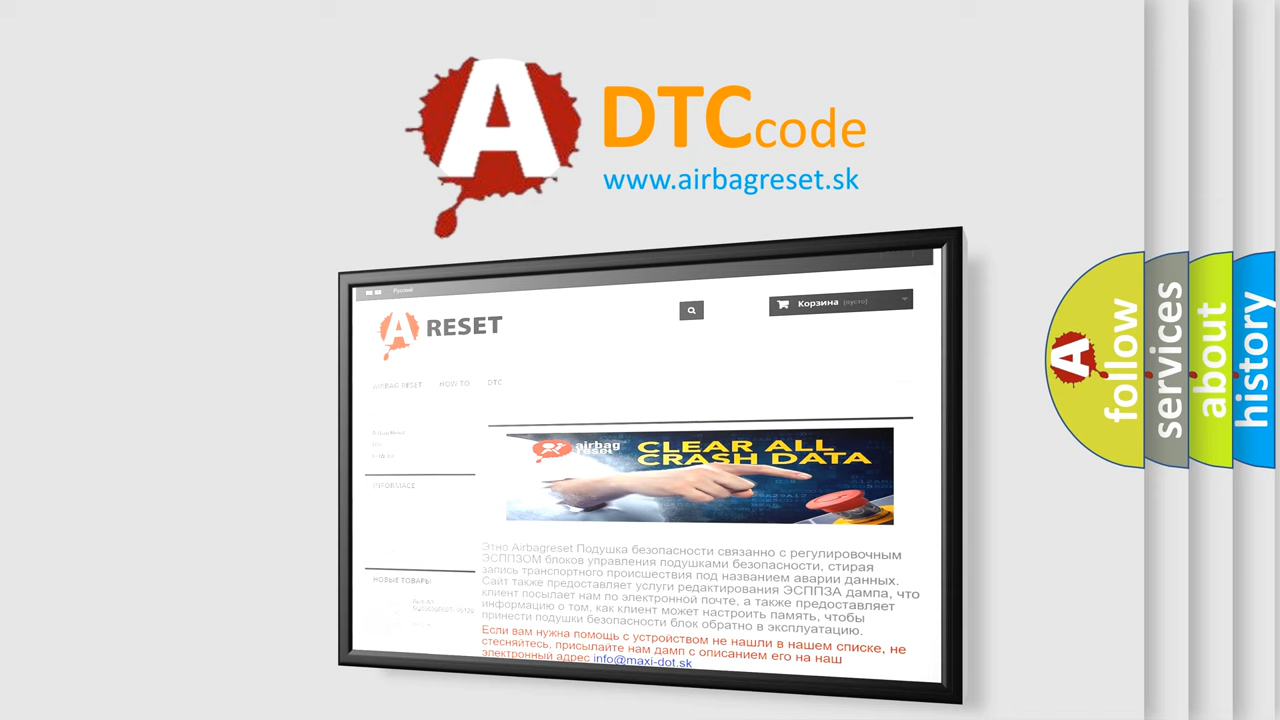 A DTCcode
www.airbagreset.sk
Русский
Корзина (пусто)
A RESET
AIRBAG RESET HOW TO DTC
INFORMACE
airbag reset
CLEAR ALL
CRASH DATA
Этно Airbagreset Подушка безопасности связанно с регулировочным
ЭСППЗОМ блоков управления подушками безопасности, стирая
запись транспортного происшествия под названием аварии данных.
Сайт также предоставляет услуги редактирования ЭСППЗА дампа, что
клиент посылает нам по электронной почте, а также предоставляет
информацию о том, как клиент может настроить память, чтобы
принести подушки безопасности блок обратно в эксплуатацию.
Если вам нужна помощь с устройством не нашли в нашем списке, не
стесняйтесь, присылайте нам дамп с описанием его на наш
электронный адрес info@maxi-dot.sk
НОВЫЕ ТОВАРЫ
A follow
services
about
history